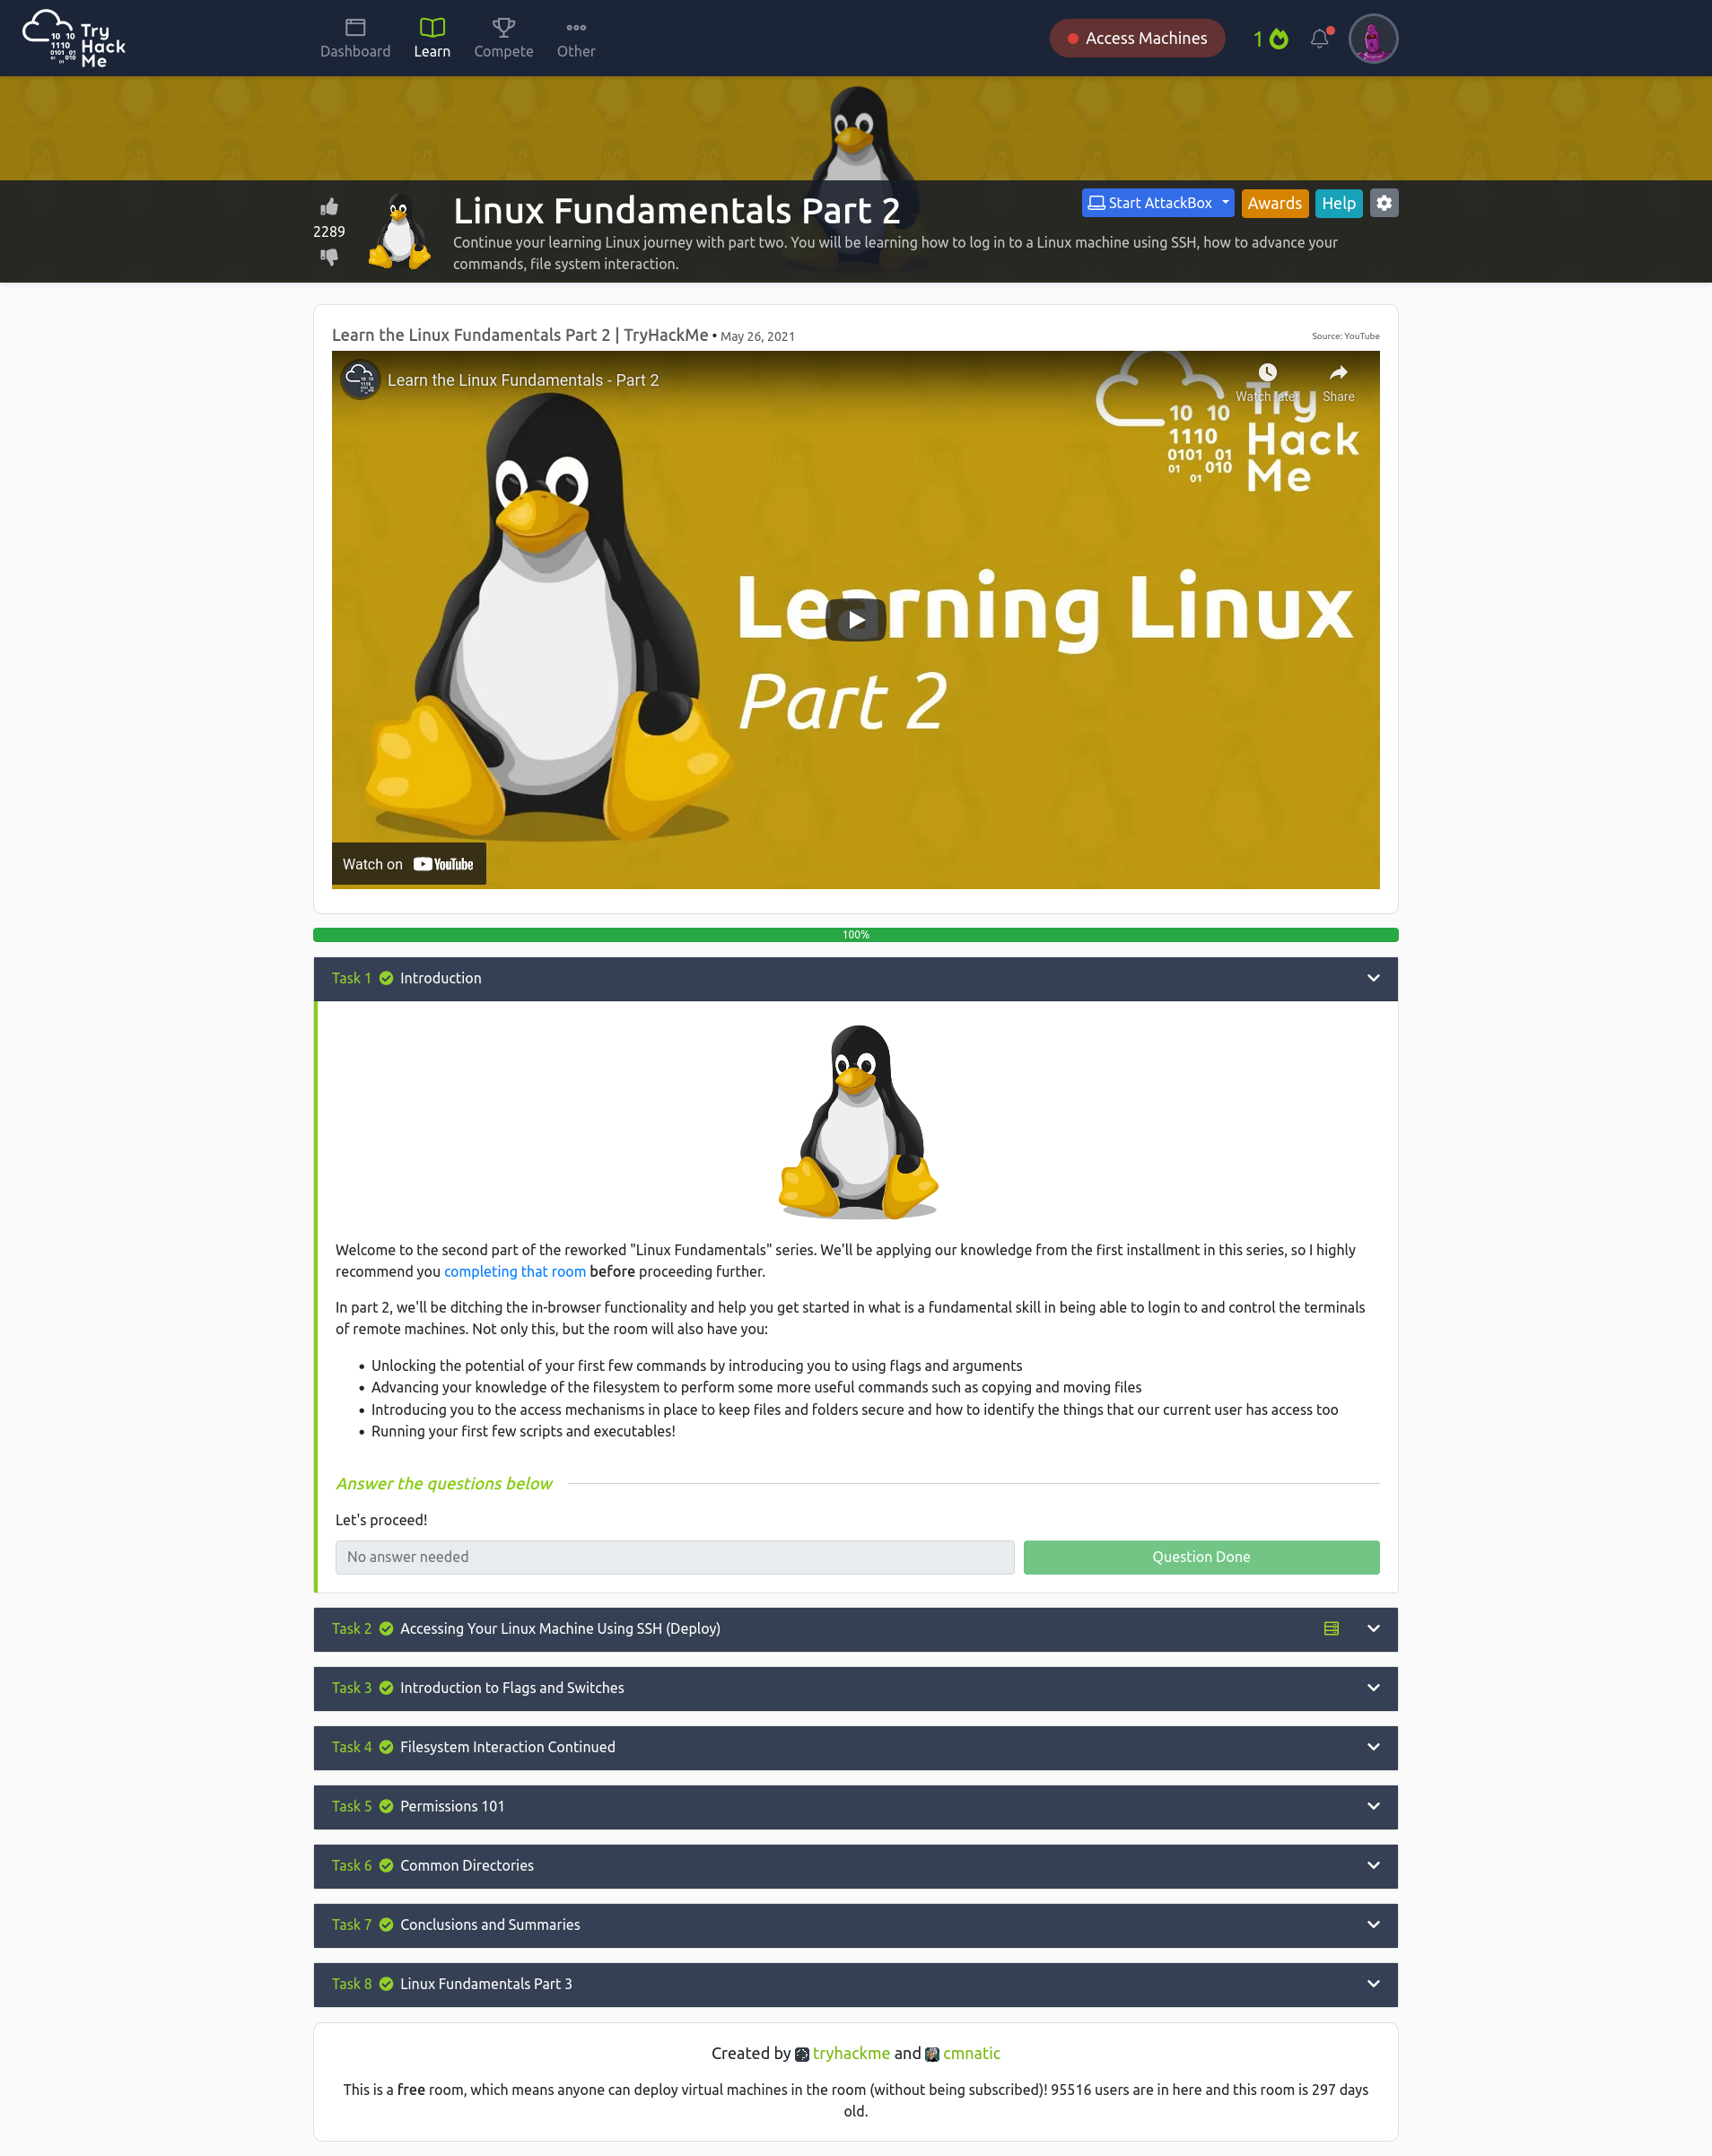 Try
Hack
Me
10 10
1110
0101 01
01 010
Dashboard
Learn
Compete
Other
Access Machines
1
2289
Linux Fundamentals Part 2
Continue your learning Linux journey with part two. You will be learning how to log in to a Linux machine using SSH, how to advance your
commands, file system interaction.
Start AttackBox
Awards
Help
Learn the Linux Fundamentals Part 2 | TryHackMe • May 26, 2021
Source: YouTube
Learn the Linux Fundamentals - Part 2
Watch later
Share
10 10
1110
0101 01
01 010
01
Try
Hack
Me
Learning Linux
Part 2
Watch on YouTube
100%
Task 1 Introduction
Welcome to the second part of the reworked "Linux Fundamentals" series. We'll be applying our knowledge from the first installment in this series, so I highly
recommend you completing that room before proceeding further.
In part 2, we'll be ditching the in-browser functionality and help you get started in what is a fundamental skill in being able to login to and control the terminals
of remote machines. Not only this, but the room will also have you:
• Unlocking the potential of your first few commands by introducing you to using flags and arguments
• Advancing your knowledge of the filesystem to perform some more useful commands such as copying and moving files
• Introducing you to the access mechanisms in place to keep files and folders secure and how to identify the things that our current user has access too
• Running your first few scripts and executables!
Answer the questions below
Let's proceed!
No answer needed
Question Done
Task 2 Accessing Your Linux Machine Using SSH (Deploy)
Task 3 Introduction to Flags and Switches
Task 4 Filesystem Interaction Continued
Task 5 Permissions 101
Task 6 Common Directories
Task 7 Conclusions and Summaries
Task 8 Linux Fundamentals Part 3
Created by tryhackme and cmnatic
This is a free room, which means anyone can deploy virtual machines in the room (without being subscribed)! 95516 users are in here and this room is 297 days
old.